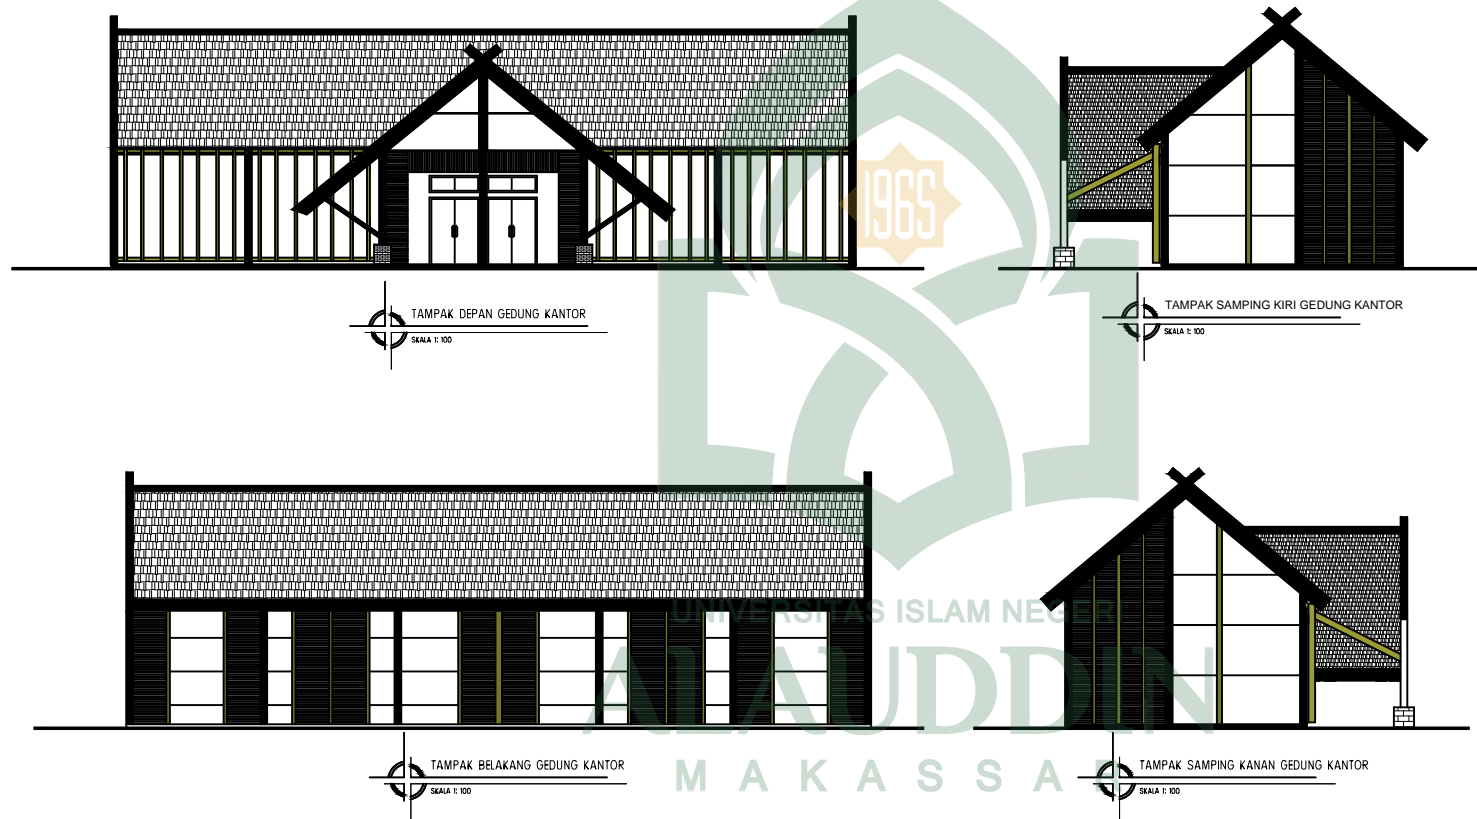 1965
TAMPAK DEPAN GEDUNG KANTOR
SKALA 1: 100
TAMPAK SAMPING KIRI GEDUNG KANTOR
SKALA 1: 100
UNIVERSITAS ISLAM NEGERI
ALAUDDIN
MAKASSAR
TAMPAK BELAKANG GEDUNG KANTOR
SKALA 1: 100
TAMPAK SAMPING KANAN GEDUNG KANTOR
SKALA 1: 100